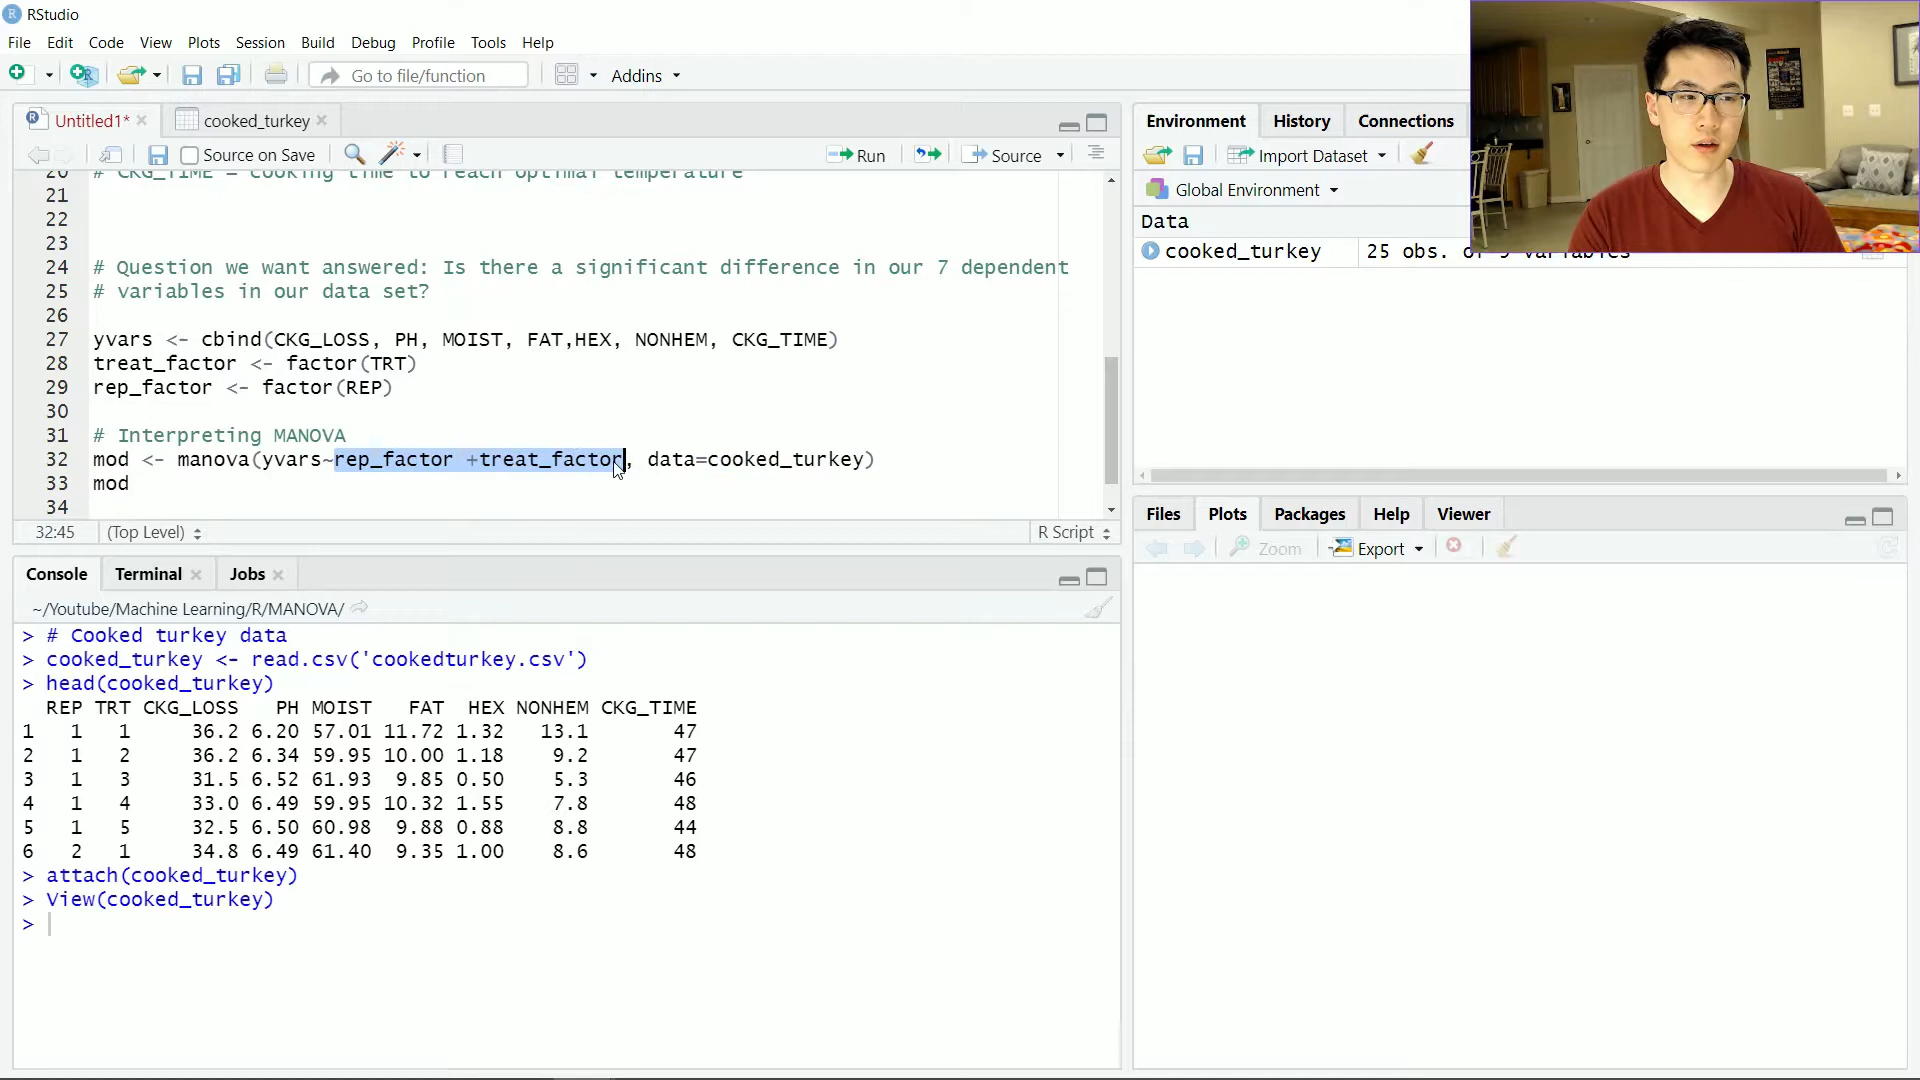 RStudio
File Edit Code View Plots Session Build Debug Profile Tools Help
Go to file/function Addins
Untitled1* cooked_turkey
Source on Save Run Source
20 # CKG_TIME = cooking time to reach optimal temperature
21
22
23
24 # Question we want answered: Is there a significant difference in our 7 dependent
25 # variables in our data set?
26
27 yvars <- cbind(CKG_LOSS, PH, MOIST, FAT,HEX, NONHEM, CKG_TIME)
28 treat_factor <- factor(TRT)
29 rep_factor <- factor(REP)
30
31 # Interpreting MANOVA
32 mod <- manova(yvars~rep_factor +treat_factor, data=cooked_turkey)
33 mod
34
32:45 (Top Level) R Script
Console Terminal Jobs
~/Youtube/Machine Learning/R/MANOVA/
> # Cooked turkey data
> cooked_turkey <- read.csv('cookedturkey.csv')
> head(cooked_turkey)
REP TRT CKG_LOSS PH MOIST FAT HEX NONHEM CKG_TIME
1 1 1 36.2 6.20 57.01 11.72 1.32 13.1 47
2 1 2 36.2 6.34 59.95 10.00 1.18 9.2 47
3 1 3 31.5 6.52 61.93 9.85 0.50 5.3 46
4 1 4 33.0 6.49 59.95 10.32 1.55 7.8 48
5 1 5 32.5 6.50 60.98 9.88 0.88 8.8 44
6 2 1 34.8 6.49 61.40 9.35 1.00 8.6 48
> attach(cooked_turkey)
> View(cooked_turkey)
>
Environment History Connections
Import Dataset
Global Environment
Data
cooked_turkey 25 obs. of 9 variables
Files Plots Packages Help Viewer
Zoom Export